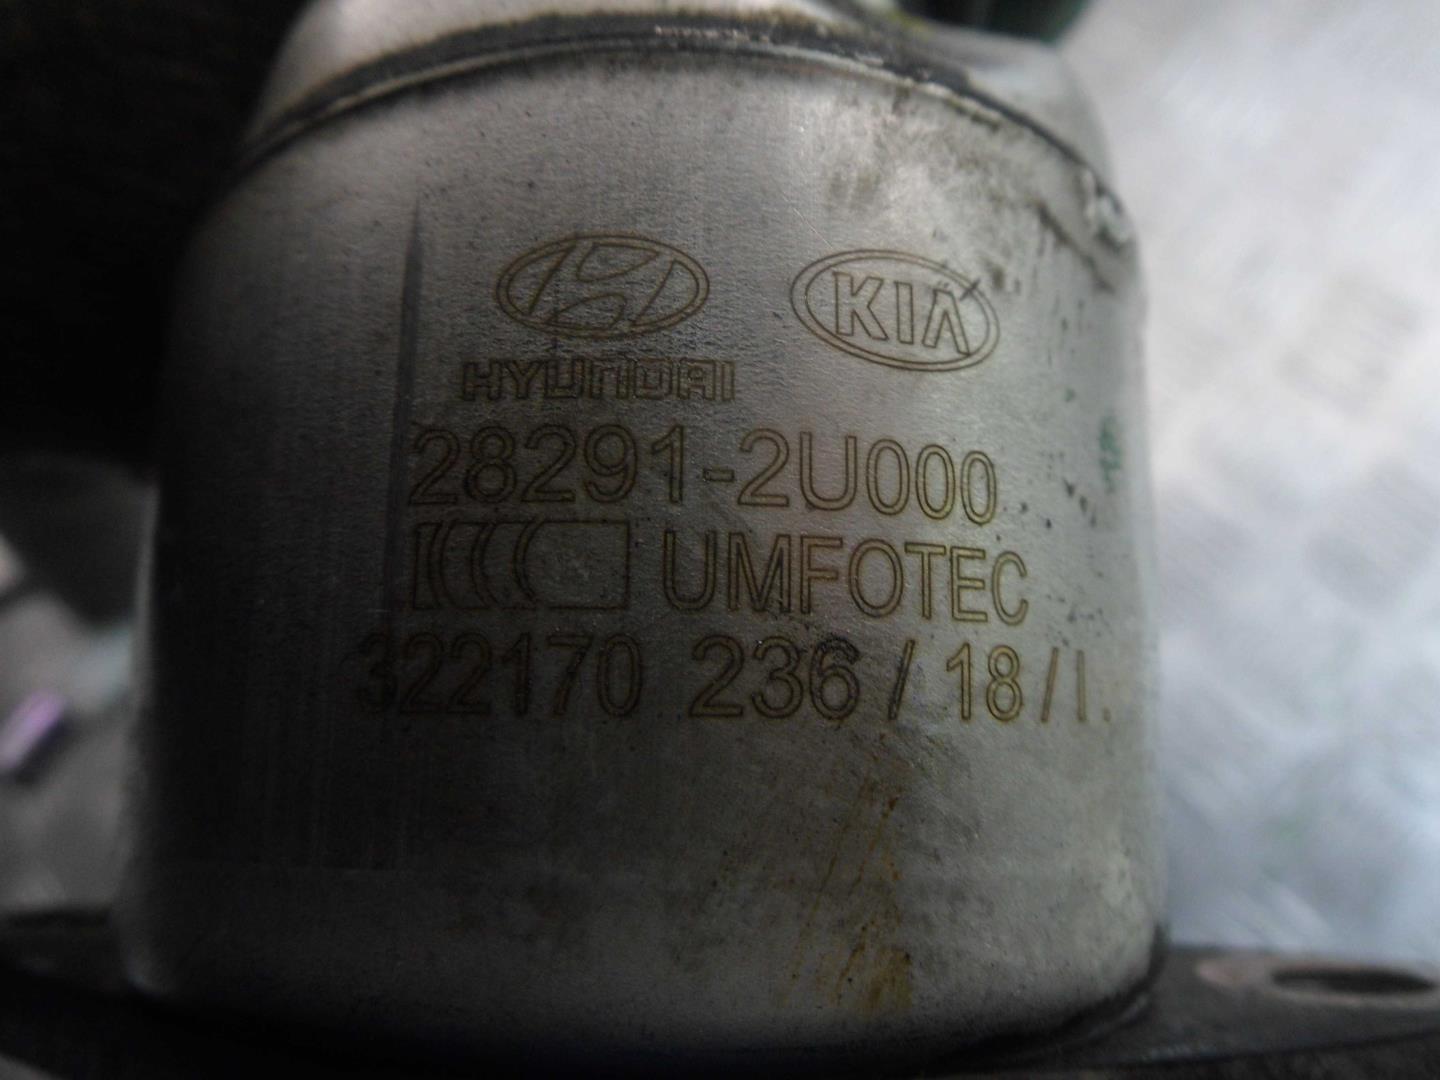 KIA
HYUNDAI
28291-2U000
UMFOTEC
322170 236 / 18 / I.